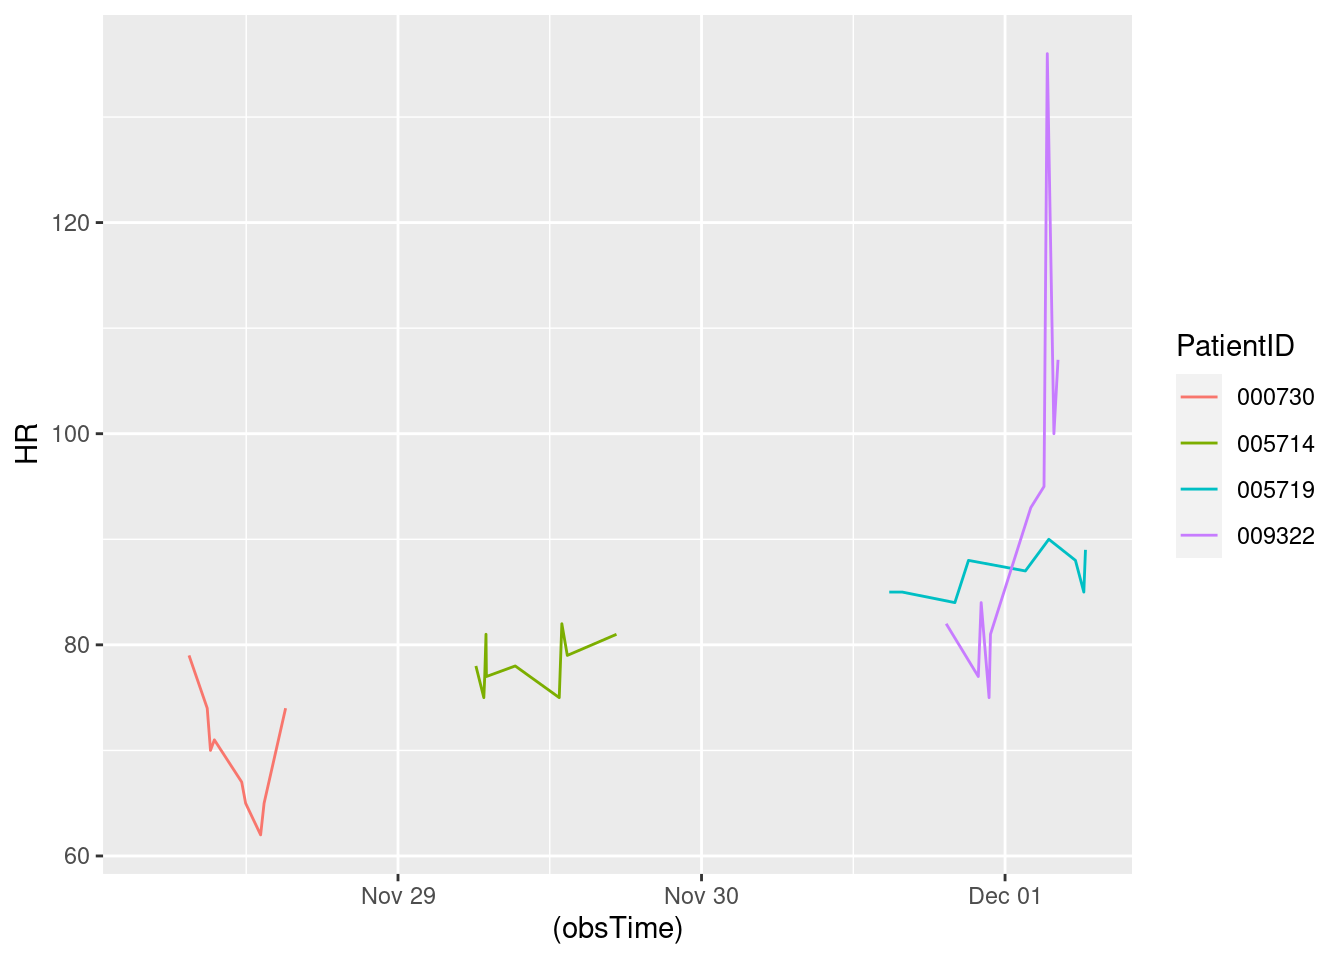 HR
120
100
80
60
Nov 29
Nov 30
Dec 01
(obsTime)
PatientID
000730
005714
005719
009322